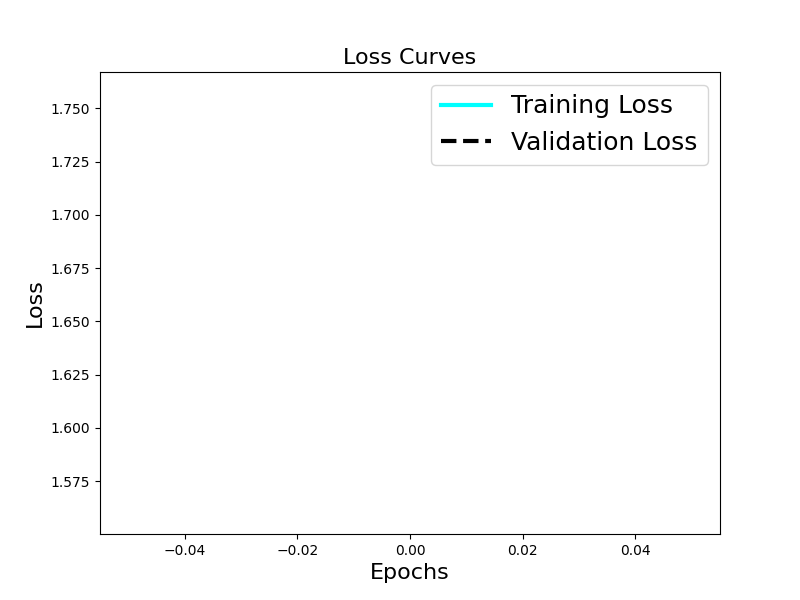 Loss Curves
Training Loss
Validation Loss
1.750
1.725
1.700
1.675
1.650
1.625
1.600
1.575
Loss
−0.04 −0.02 0.00 0.02 0.04
Epochs